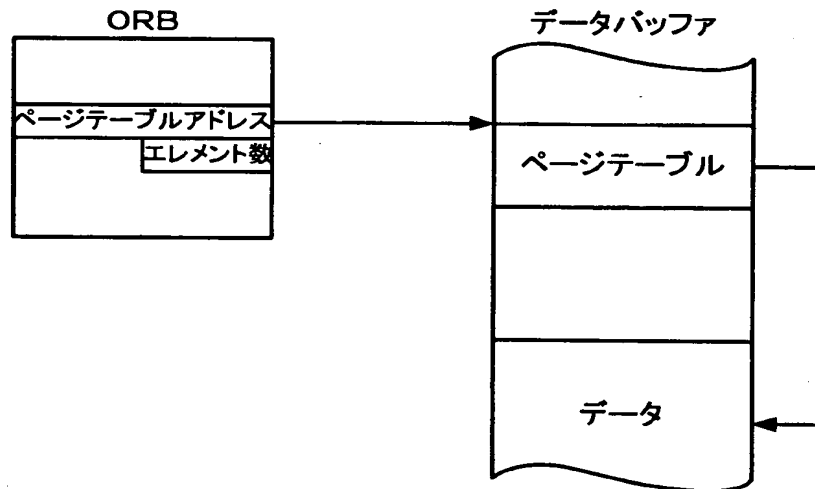 ORB
ページテーブルアドレス
エレメント数
データバッファ
ページテーブル
データ